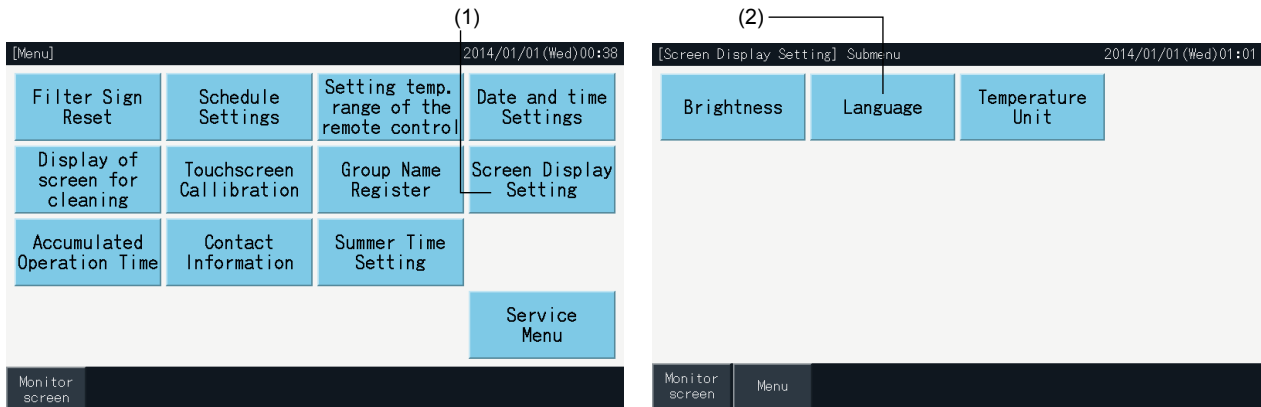 (1)
[Menu] 2014/01/01(Wed)00:38
Filter Sign
Reset
Schedule
Settings
Setting temp.
range of the
remote control
Date and time
Settings
Display of
screen for
cleaning
Touchscreen
Callibration
Group Name
Register
Screen Display
Setting
Accumulated
Operation Time
Contact
Information
Summer Time
Setting
Service
Menu
Monitor
screen
(2)
[Screen Display Setting] Submenu 2014/01/01(Wed)01:01
Brightness
Language
Temperature
Unit
Monitor
screen
Menu